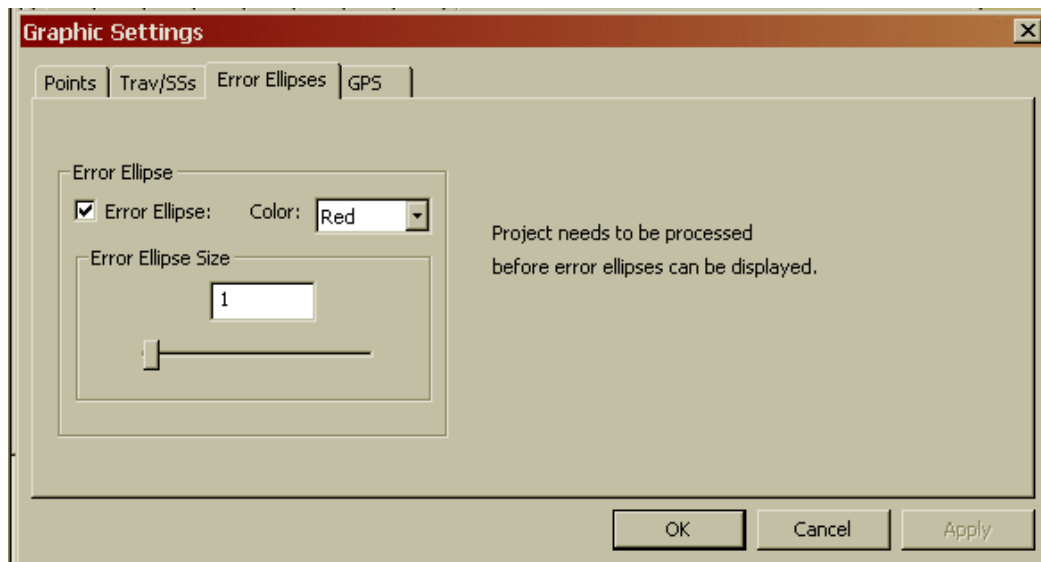 Graphic Settings
Points Trav/SSs Error Ellipses GPS
Error Ellipse
Error Ellipse: Color: Red
Error Ellipse Size
1
Project needs to be processed
before error ellipses can be displayed.
OK Cancel Apply